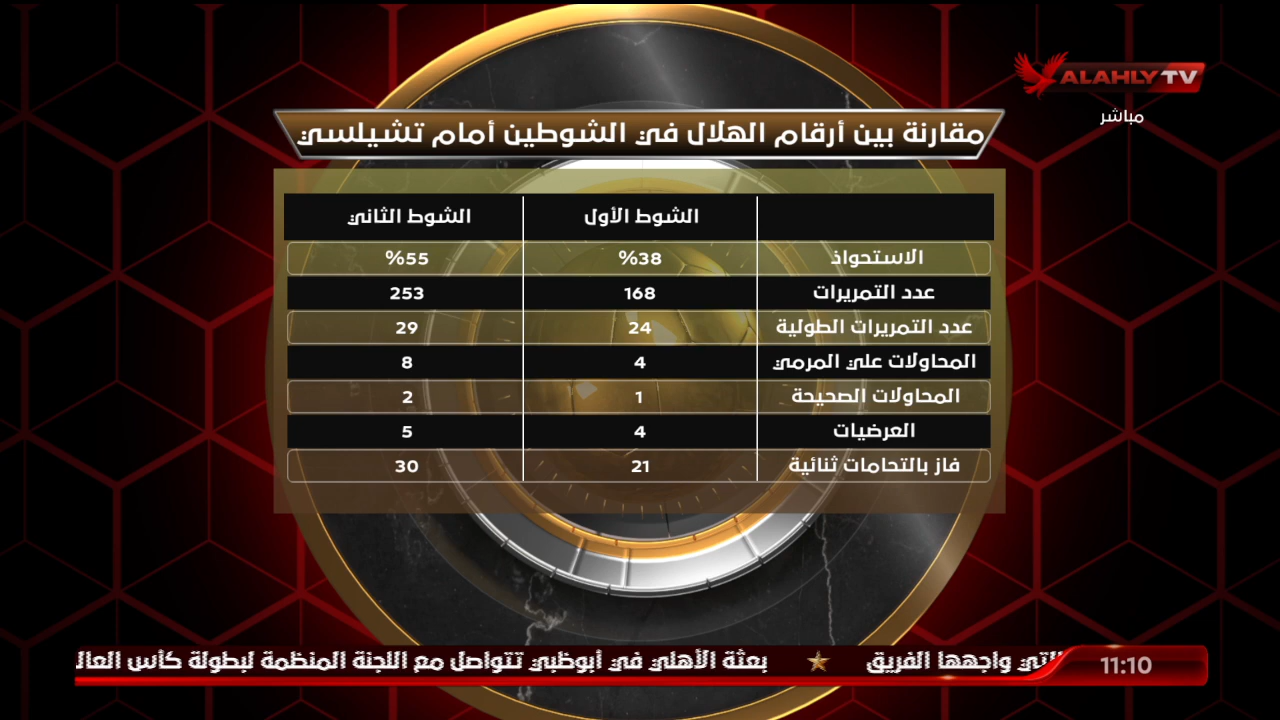 ALAHLY TV
مباشر
مقارنة بين أرقام الهلال في الشوطين أمام تشيلسي
الشوط الأول الشوط الثاني
الاستحواذ %38 %55
عدد التمريرات 168 253
عدد التمريرات الطولية 24 29
المحاولات علي المرمي 4 8
المحاولات الصحيحة 1 2
العرضيات 4 5
فاز بالتحامات ثنائية 21 30
11:10 التي واجهها الفريق بعثة الأهلي في أبوظبي تتواصل مع اللجنة المنظمة لبطولة كأس العال